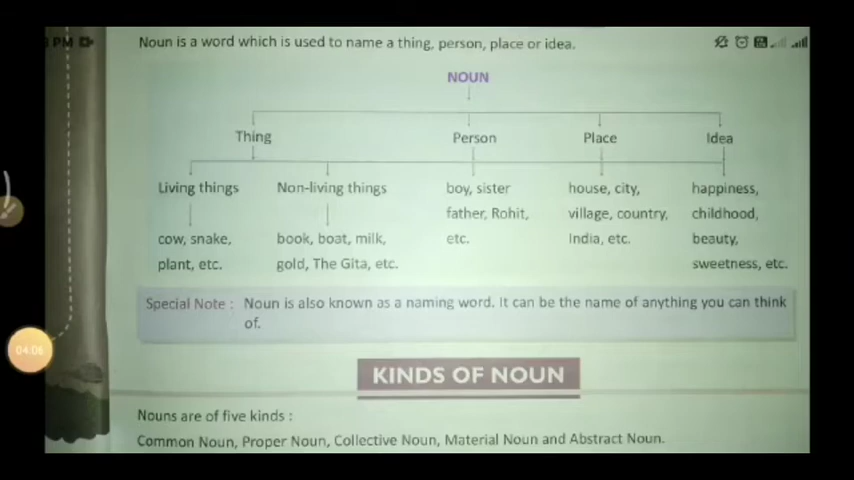 PM
Noun is a word which is used to name a thing, person, place or idea.
NOUN
Thing Person Place Idea
Living things Non-living things boy, sister house, city, happiness,
father, Rohit, village, country, childhood,
cow, snake, book, boat, milk, etc. India, etc. beauty,
plant, etc. gold, The Gita, etc. sweetness, etc.
Special Note : Noun is also known as a naming word. It can be the name of anything you can think
of.
04:06
KINDS OF NOUN
Nouns are of five kinds :
Common Noun, Proper Noun, Collective Noun, Material Noun and Abstract Noun.